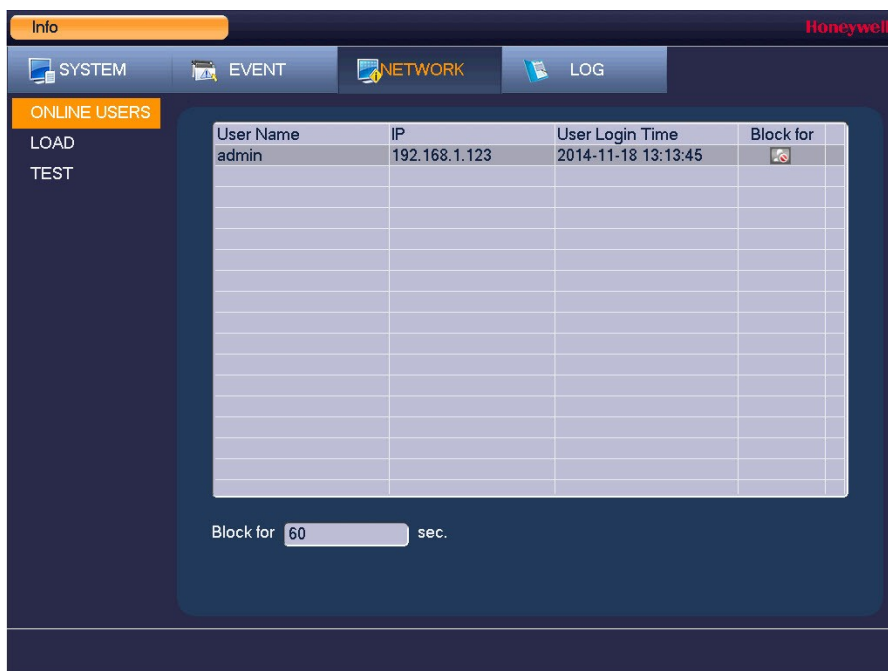 Info
Honeywell
SYSTEM EVENT NETWORK LOG
ONLINE USERS
LOAD
TEST
User Name IP User Login Time Block for
admin 192.168.1.123 2014-11-18 13:13:45
Block for 60 sec.